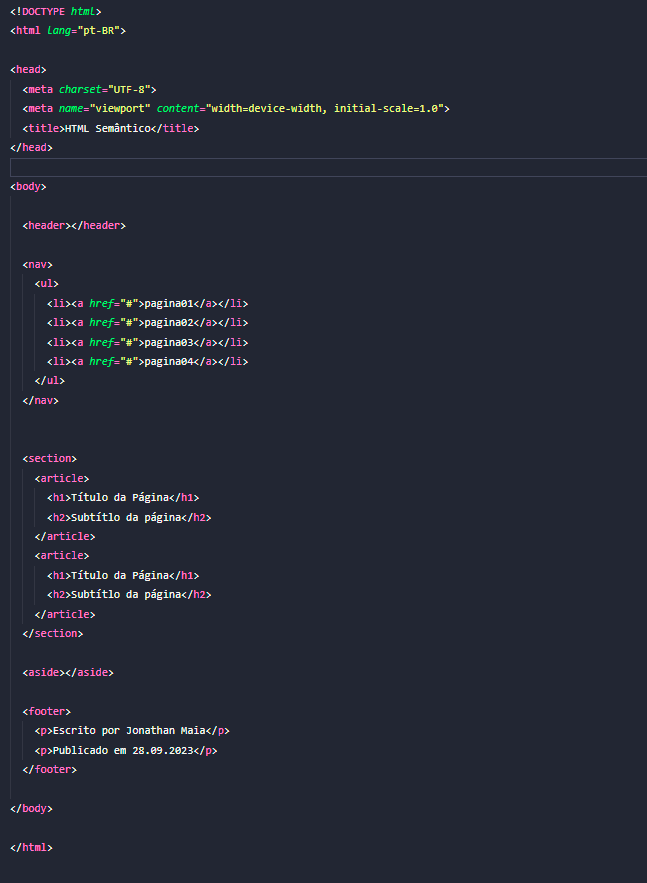 <!DOCTYPE html>
<html lang="pt-BR">
<head>
<meta charset="UTF-8">
<meta name="viewport" content="width=device-width, initial-scale=1.0">
<title>HTML Semântico</title>
</head>
<body>
<header></header>
<nav>
<ul>
<li><a href="#">pagina01</a></li>
<li><a href="#">pagina02</a></li>
<li><a href="#">pagina03</a></li>
<li><a href="#">pagina04</a></li>
</ul>
</nav>
<section>
<article>
<h1>Título da Página</h1>
<h2>Subtítlo da página</h2>
</article>
<article>
<h1>Título da Página</h1>
<h2>Subtítlo da página</h2>
</article>
</section>
<aside></aside>
<footer>
<p>Escrito por Jonathan Maia</p>
<p>Publicado em 28.09.2023</p>
</footer>
</body>
</html>